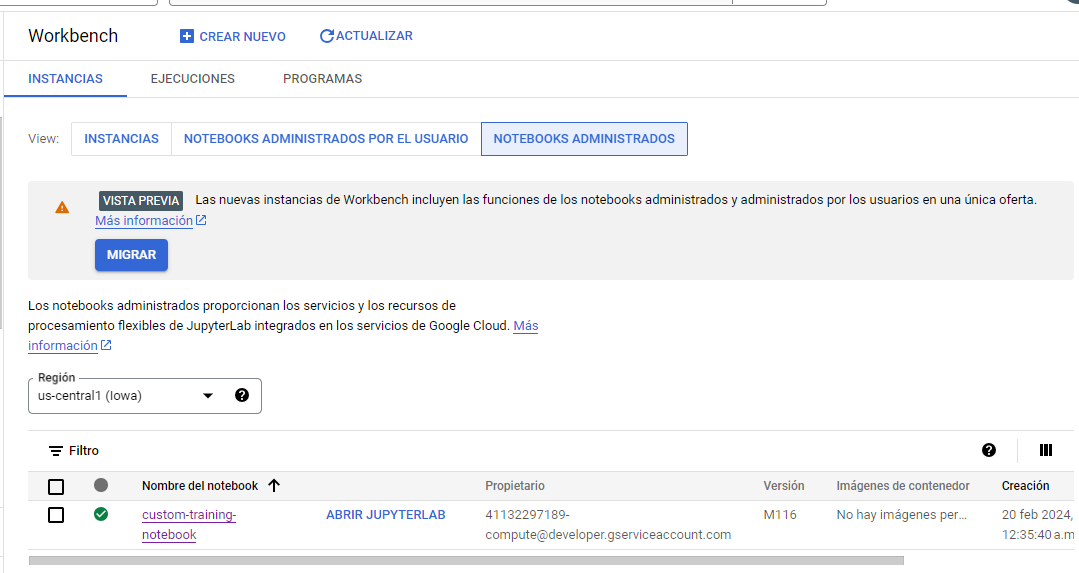 Workbench
CREAR NUEVO
ACTUALIZAR
INSTANCIAS
EJECUCIONES
PROGRAMAS
View:
INSTANCIAS
NOTEBOOKS ADMINISTRADOS POR EL USUARIO
NOTEBOOKS ADMINISTRADOS
VISTA PREVIA Las nuevas instancias de Workbench incluyen las funciones de los notebooks administrados y administrados por los usuarios en una única oferta.
Más información
MIGRAR
Los notebooks administrados proporcionan los servicios y los recursos de
procesamiento flexibles de JupyterLab integrados en los servicios de Google Cloud. Más
información
Región
us-central1 (Iowa)
Filtro
Nombre del notebook
Propietario
Versión
Imágenes de contenedor
Creación
custom-training-
notebook
ABRIR JUPYTERLAB
41132297189-
compute@developer.gserviceaccount.com
M116
No hay imágenes per...
20 feb 2024,
12:35:40 a.m